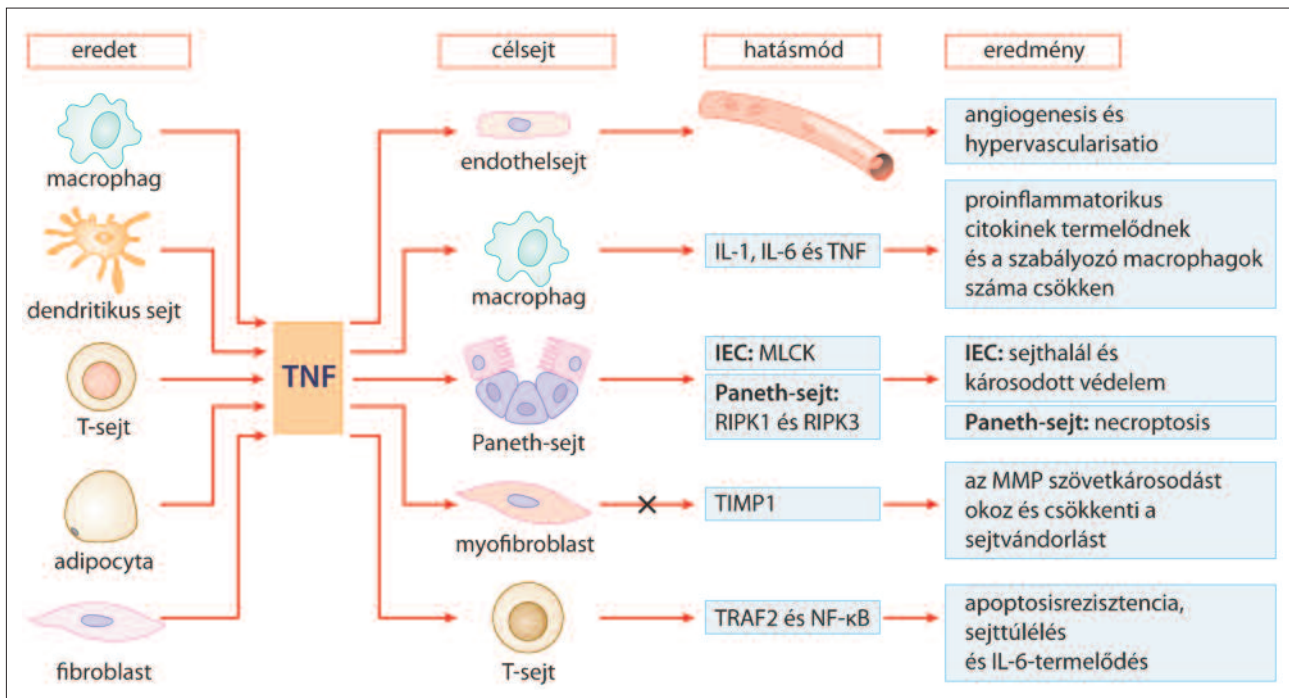 eredet
célsejt
hatásmód
eredmény
macrophag
endothelsejt
angiogenesis és
hypervascularisatio
dendritikus sejt
macrophag
IL-1, IL-6 és TNF
proinflammatorikus
citokinek termelődnek
és a szabályozó macrophagok
száma csökken
TNF
T-sejt
Paneth-sejt
IEC: MLCK
Paneth-sejt:
RIPK1 és RIPK3
IEC: sejthalál és
károsodott védelem
Paneth-sejt: necroptosis
adipocyta
myofibroblast
TIMP1
az MMP szövetkárosodást
okoz és csökkenti a
sejtvándorlást
fibroblast
T-sejt
TRAF2 és NF-κB
apoptosisrezisztencia,
sejttúlélés
és IL-6-termelődés